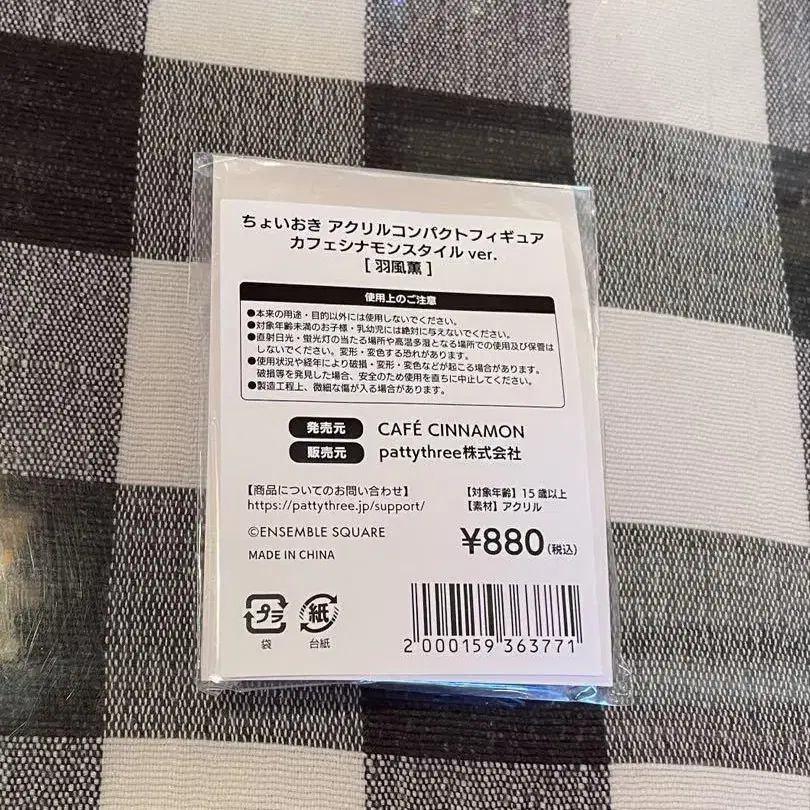 ちょいおき アクリルコンパクトフィギュア
カフェシナモンスタイル ver.
[ 羽風薫 ]
使用上のご注意
●本来の用途・目的以外には使用しないでください。
●対象年齢未満のお子様・乳幼児には絶対に与えないでください。
●直射日光・蛍光灯の当たる場所や高温多湿となる場所での使用及び保管は
しないでください。変形・変色する恐れがあります。
●使用状況や経年により破損・変形・変色などが起こる場合があります。
破損等を発見した場合、安全のため使用を直ちに中止してください。
●製造工程上、微細な傷が入る場合があります。
発売元 CAFÉ CINNAMON
販売元 pattythree株式会社
【商品についてのお問い合わせ】
https://pattythree.jp/support/
【対象年齢】15歳以上
【素材】アクリル
©ENSEMBLE SQUARE
MADE IN CHINA
¥880(税込)
プラ
袋
紙
台紙
2 000159 363771